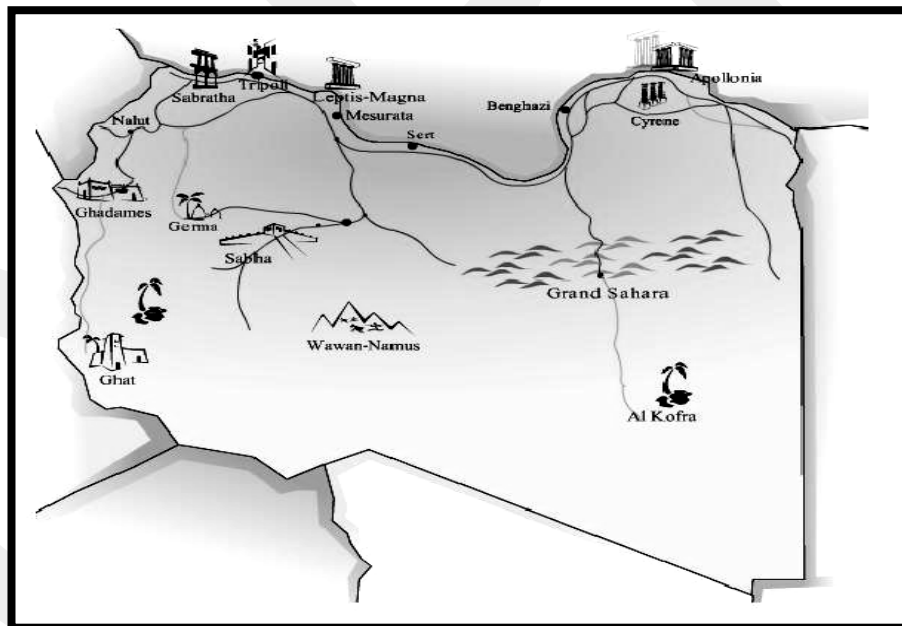 Apollonia
Tripoli
Sabratha
Leptis-Magna
Benghazi
Mesurata
Cyrene
Nalut
Sert
Ghadames
Germa
Sabha
Grand Sahara
Wawan-Namus
Ghat
Al Kofra